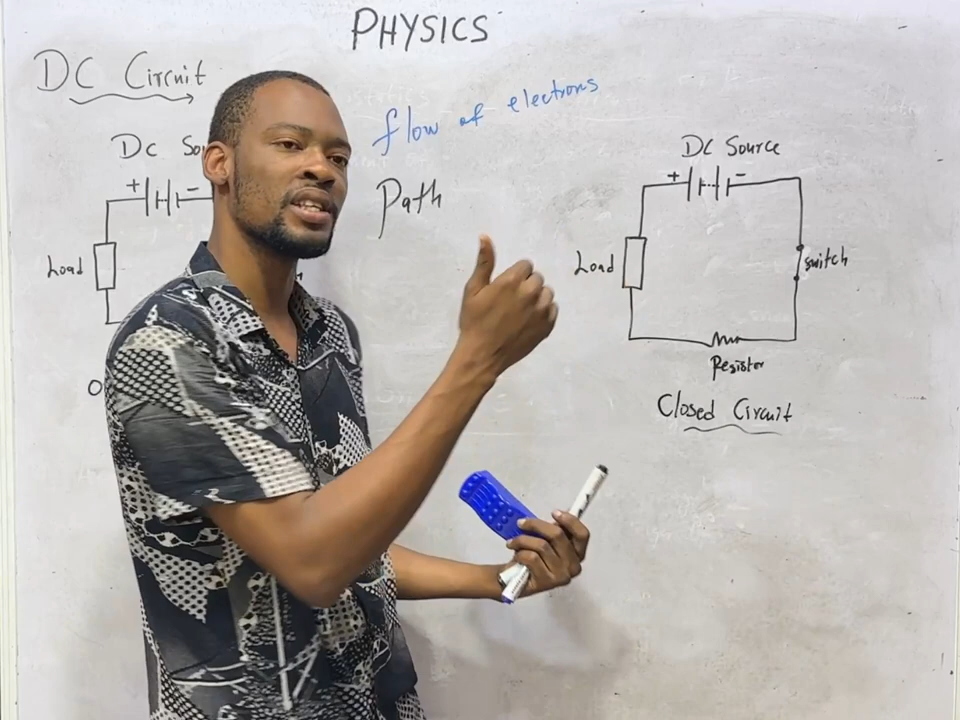 PHYSICS
DC Circuit
flow of electrons
Path
DC
+ -
Load
DC Source
+ -
Load
switch
Resistor
Closed Circuit